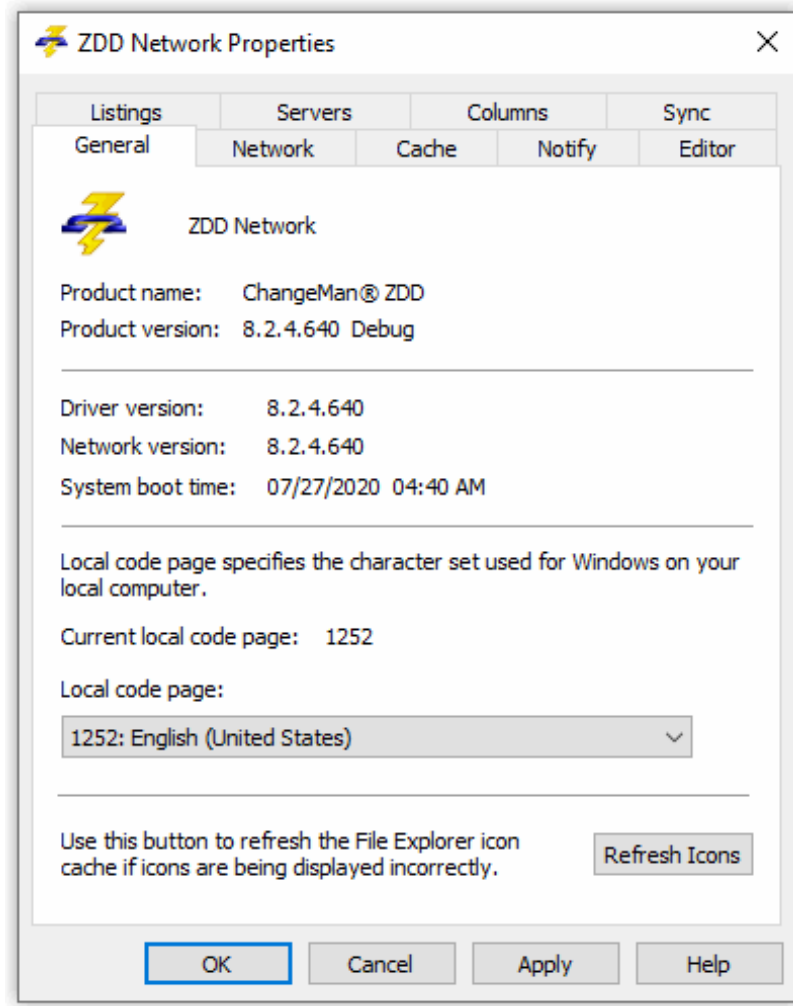 ZDD Network Properties
Listings Servers Columns Sync
General Network Cache Notify Editor
ZDD Network
Product name: ChangeMan® ZDD
Product version: 8.2.4.640 Debug
Driver version: 8.2.4.640
Network version: 8.2.4.640
System boot time: 07/27/2020 04:40 AM
Local code page specifies the character set used for Windows on your
local computer.
Current local code page: 1252
Local code page:
1252: English (United States)
Use this button to refresh the File Explorer icon
cache if icons are being displayed incorrectly.
Refresh Icons
OK Cancel Apply Help